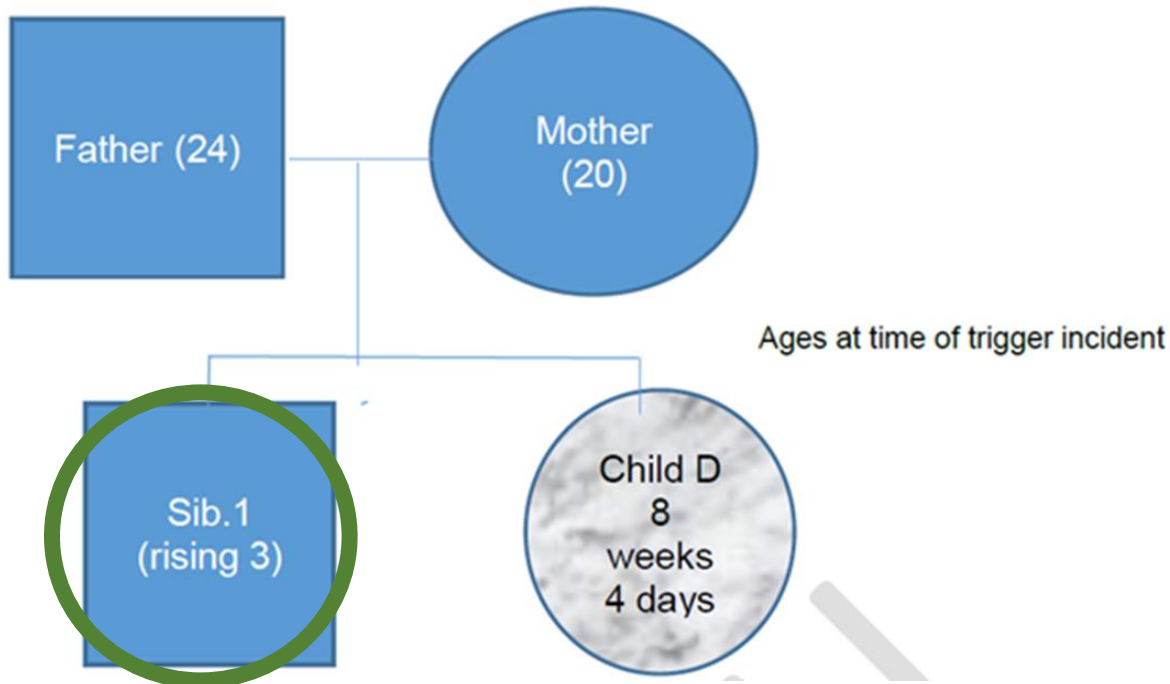 Father (24)
Mother
(20)
Ages at time of trigger incident
Sib.1
(rising 3)
Child D
8
weeks
4 days